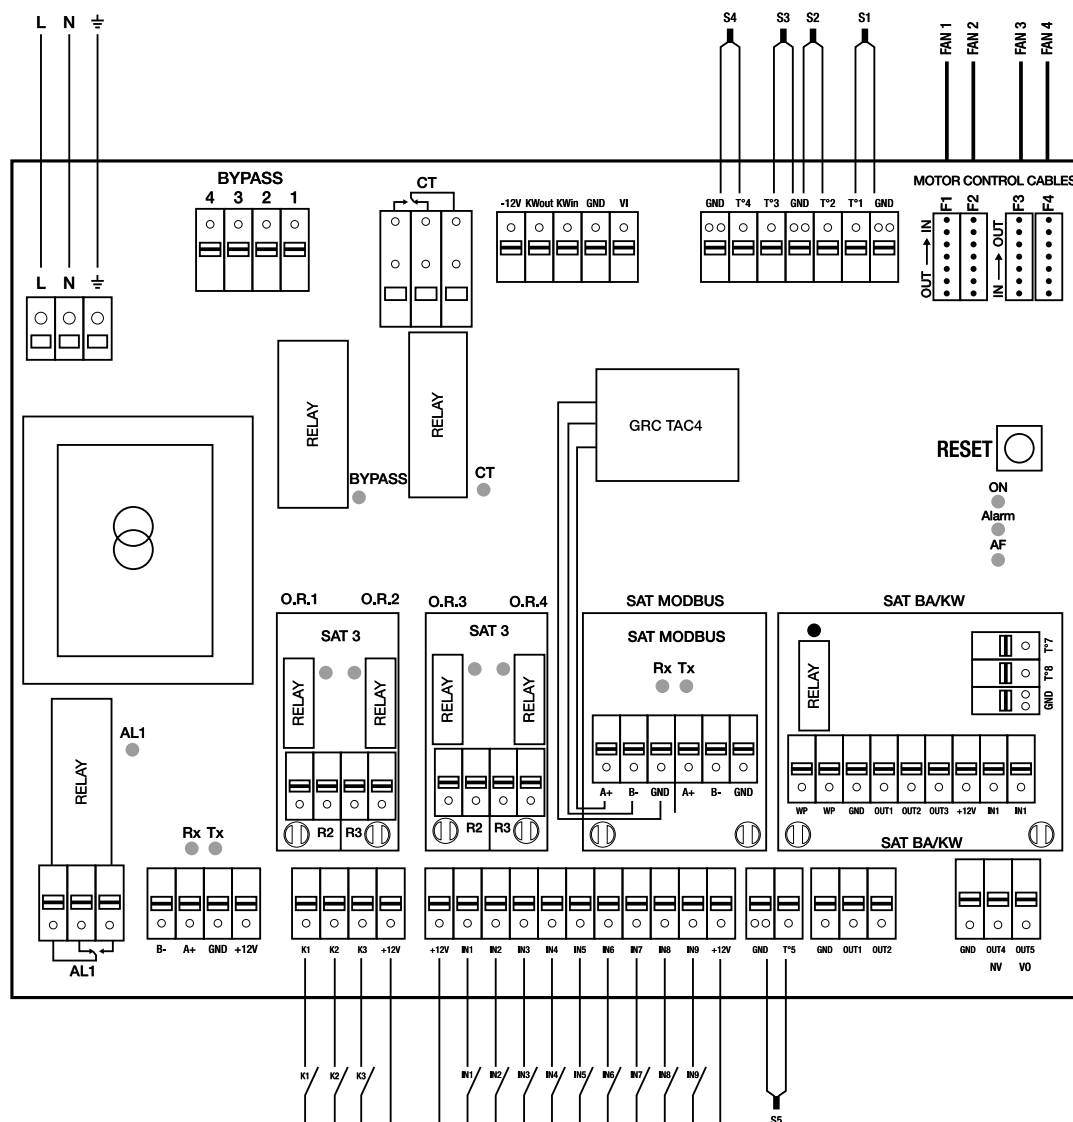 S4 S3 S2 S1
FAN 1 FAN 2 FAN 3 FAN 4
L N
BYPASS
4 3 2 1
CT
-12V KWout KWin GND VI
GND T°4 T°3 GND T°2 T°1 GND
MOTOR CONTROL CABLES
F1 F2 F3 F4
OUT → IN
IN → OUT
L N
RELAY
RELAY
BYPASS
CT
GRC TAC4
RESET
ON
Alarm
AF
O.R.1 O.R.2
SAT 3
RELAY RELAY
R2 R3
O.R.3 O.R.4
SAT 3
RELAY RELAY
R2 R3
SAT MODBUS
SAT MODBUS
Rx Tx
A+ B- GND A+ B- GND
SAT BA/KW
RELAY
T°7
T°8
GND
WP WP GND OUT1 OUT2 OUT3 +12V IN1 IN1
SAT BA/KW
AL1
RELAY
AL1
Rx Tx
B- A+ GND +12V
K1 K2 K3 +12V
+12V IN1 IN2 IN3 IN4 IN5 IN6 IN7 IN8 IN9 +12V
GND T°5
GND OUT1 OUT2
GND OUT4 OUT5
NV VO
K1 K2 K3
IN1 IN2 IN3 IN4 IN5 IN6 IN7 IN8 IN9
S5